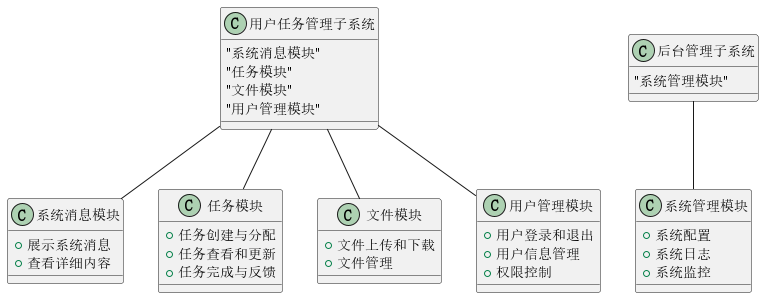 C 用户任务管理子系统
"系统消息模块"
"任务模块"
"文件模块"
"用户管理模块"
C 后台管理子系统
"系统管理模块"
C 系统消息模块
展示系统消息
查看详细内容
C 任务模块
任务创建与分配
任务查看和更新
任务完成与反馈
C 文件模块
文件上传和下载
文件管理
C 用户管理模块
用户登录和退出
用户信息管理
权限控制
C 系统管理模块
系统配置
系统日志
系统监控